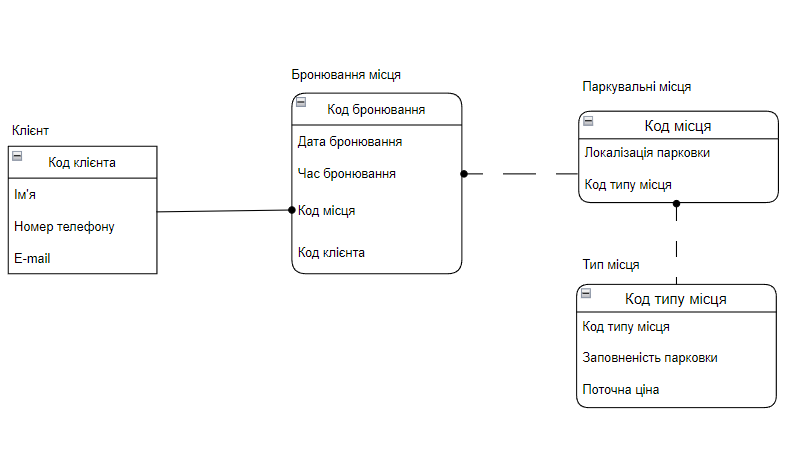 Клієнт
Код клієнта
Ім'я
Номер телефону
E-mail
Бронювання місця
Код бронювання
Дата бронювання
Час бронювання
Код місця
Код клієнта
Паркувальні місця
Код місця
Локалізація парковки
Код типу місця
Тип місця
Код типу місця
Код типу місця
Заповненість парковки
Поточна ціна